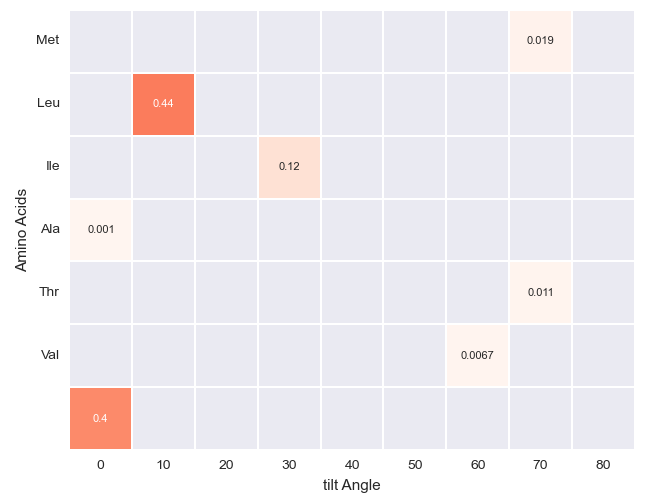 Met 0.019
Leu 0.44
Ile 0.12
Ala 0.001
Thr 0.011
Val 0.0067
0.4
0 10 20 30 40 50 60 70 80
tilt Angle
Amino Acids